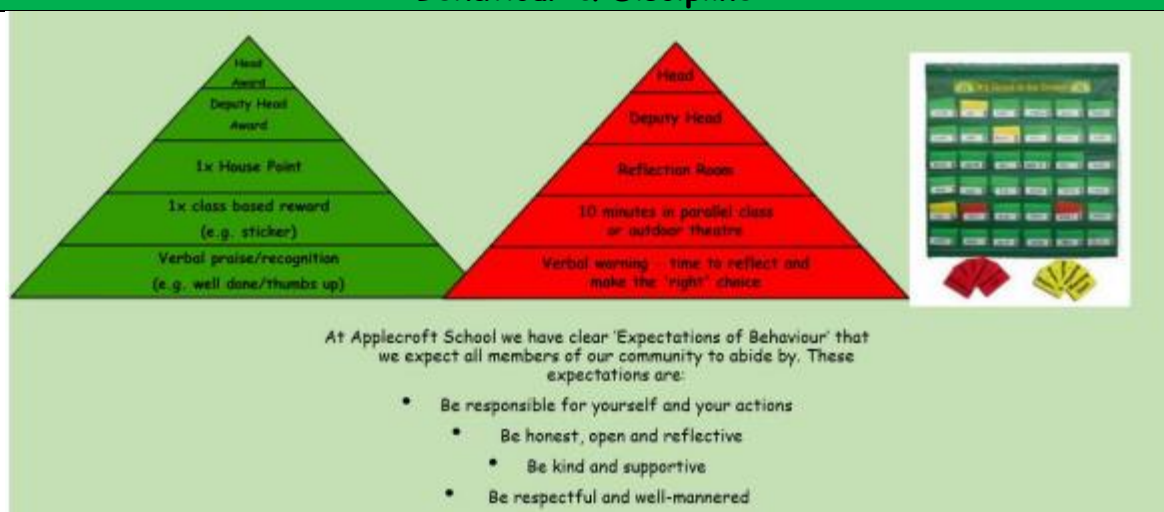 Behaviour & Discipline
Head
Award
Deputy Head
Award
1x House Point
1x class based reward
(e.g. sticker)
Verbal praise/recognition
(e.g. well done/thumbs up)
Head
Deputy Head
Reflection Room
10 minutes in parallel class
or outdoor theatre
Verbal warning - time to reflect and
make the 'right' choice
At Applecroft School we have clear 'Expectations of Behaviour' that
we expect all members of our community to abide by. These
expectations are:
• Be responsible for yourself and your actions
• Be honest, open and reflective
• Be kind and supportive
• Be respectful and well-mannered